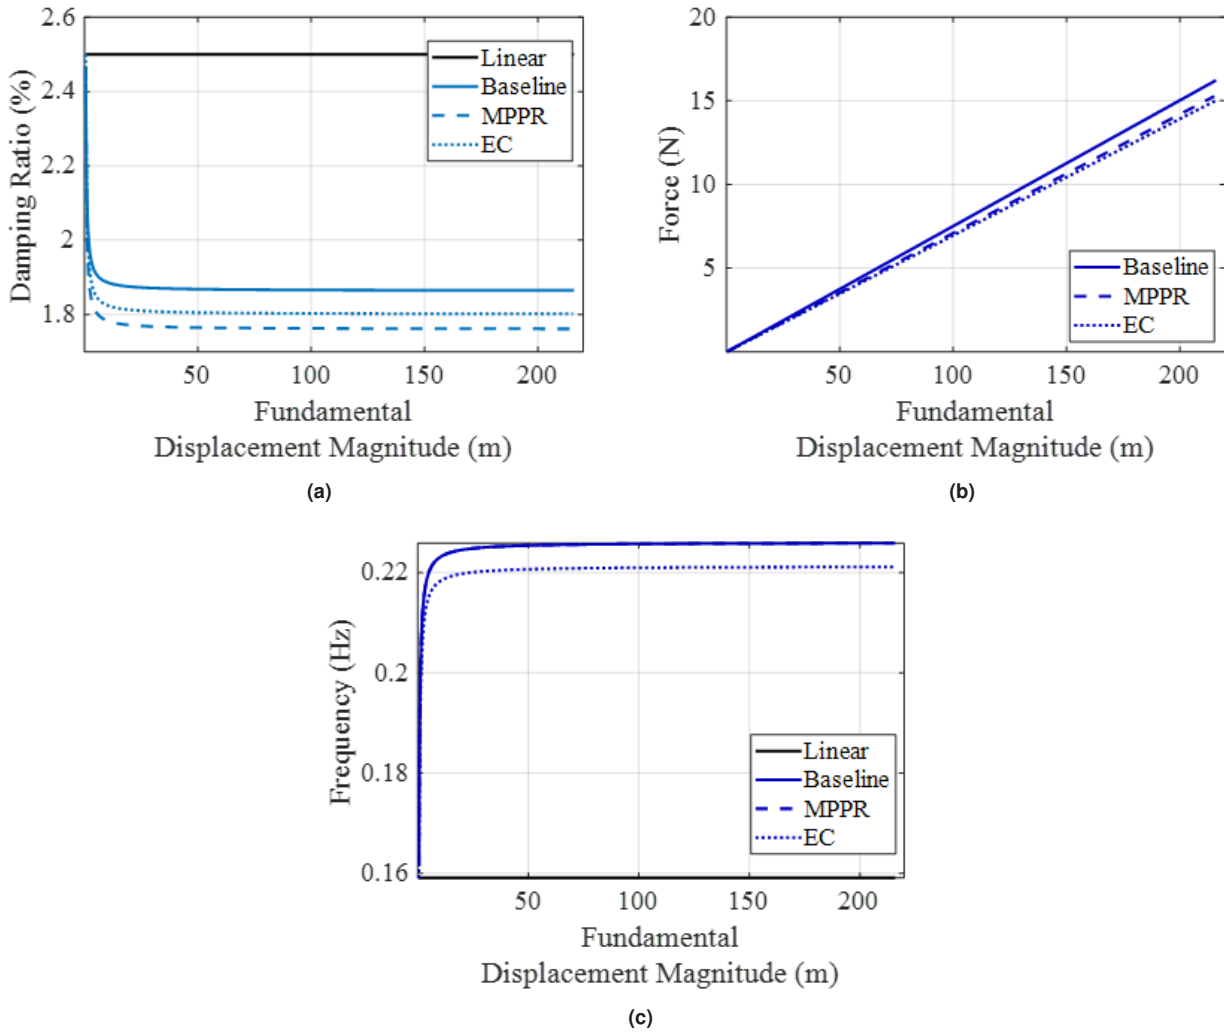 2.6
2.4
2.2
2
1.8
Damping Ratio (%)
Linear
Baseline
MPPR
EC
50 100 150 200
Fundamental
Displacement Magnitude (m)
(a)
20
15
10
5
Force (N)
Baseline
MPPR
EC
50 100 150 200
Fundamental
Displacement Magnitude (m)
(b)
0.22
0.2
0.18
0.16
Frequency (Hz)
Linear
Baseline
MPPR
EC
50 100 150 200
Fundamental
Displacement Magnitude (m)
(c)